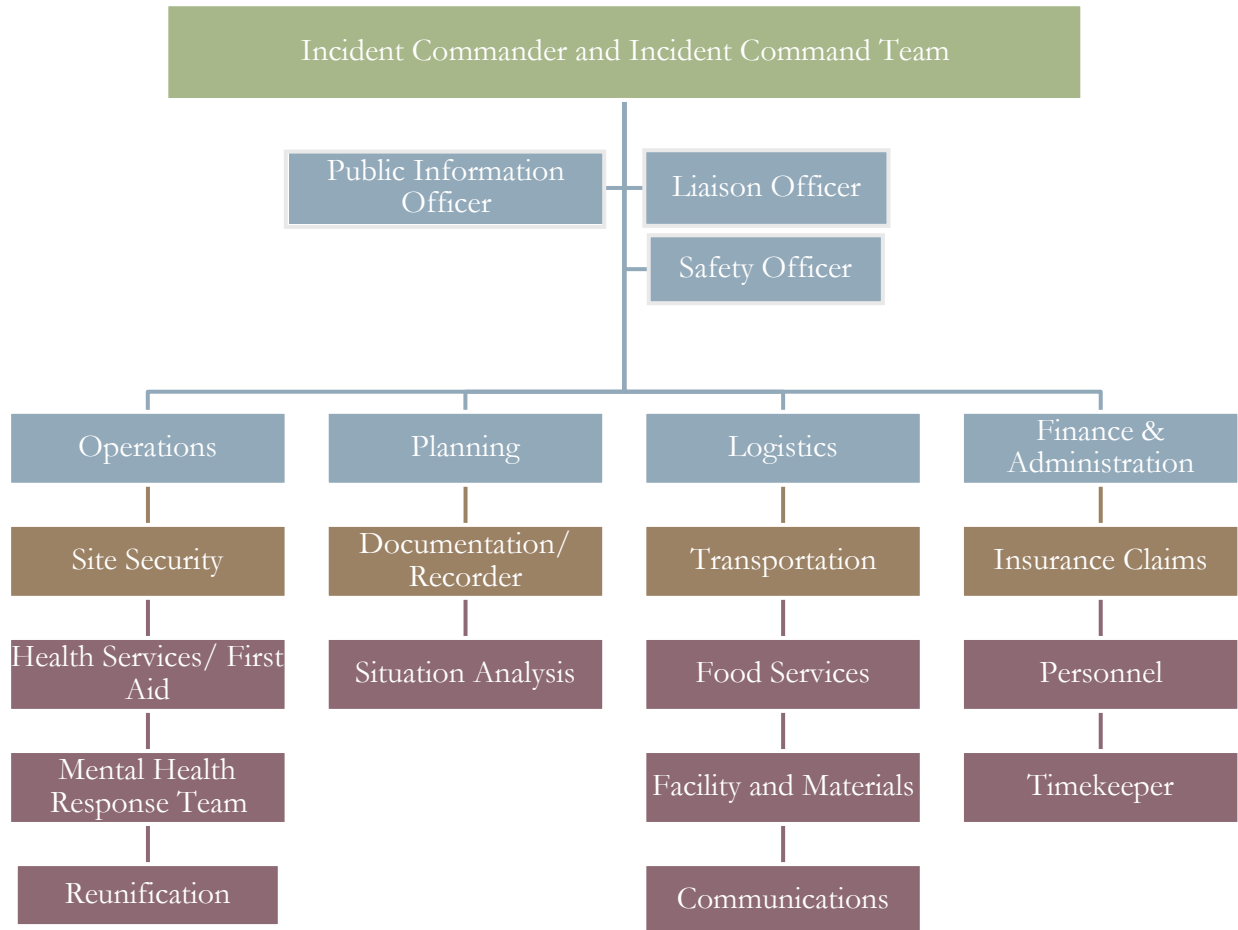 Incident Commander and Incident Command Team
Public Information
Officer
Liaison Officer
Safety Officer
Operations
Planning
Logistics
Finance &
Administration
Site Security
Documentation/
Recorder
Transportation
Insurance Claims
Health Services/ First
Aid
Situation Analysis
Food Services
Personnel
Mental Health
Response Team
Facility and Materials
Timekeeper
Reunification
Communications